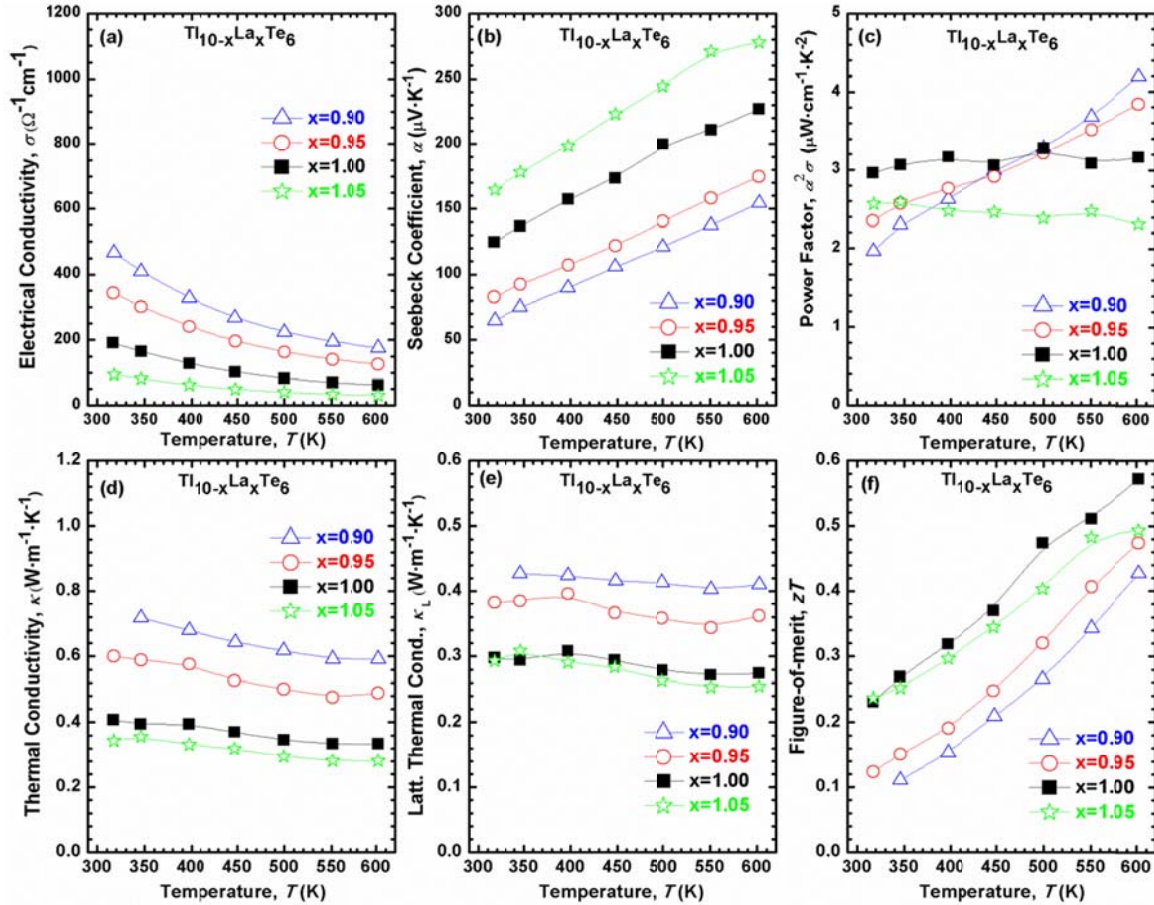 (a) Tl10-xLaxTe6
Electrical Conductivity, σ (Ω⁻¹cm⁻¹)
1200
1000
800
600
400
200
0
x=0.90
x=0.95
x=1.00
x=1.05
300 350 400 450 500 550 600
Temperature, T (K)
(b) Tl10-xLaxTe6
Seebeck Coefficient, α (μV·K⁻¹)
300
250
200
150
100
50
0
x=0.90
x=0.95
x=1.00
x=1.05
300 350 400 450 500 550 600
Temperature, T (K)
(c) Tl10-xLaxTe6
Power Factor, α² σ (μW·cm⁻¹·K⁻²)
6
5
4
3
2
1
0
x=0.90
x=0.95
x=1.00
x=1.05
300 350 400 450 500 550 600
Temperature, T (K)
(d) Tl10-xLaxTe6
Thermal Conductivity, κ (W·m⁻¹·K⁻¹)
1.2
1.0
0.8
0.6
0.4
0.2
0.0
x=0.90
x=0.95
x=1.00
x=1.05
300 350 400 450 500 550 600
Temperature, T (K)
(e) Tl10-xLaxTe6
Latt. Thermal Cond., κL (W·m⁻¹·K⁻¹)
0.6
0.5
0.4
0.3
0.2
0.1
0.0
x=0.90
x=0.95
x=1.00
x=1.05
300 350 400 450 500 550 600
Temperature, T (K)
(f) Tl10-xLaxTe6
Figure-of-merit, zT
0.6
0.5
0.4
0.3
0.2
0.1
0.0
x=0.90
x=0.95
x=1.00
x=1.05
300 350 400 450 500 550 600
Temperature, T (K)